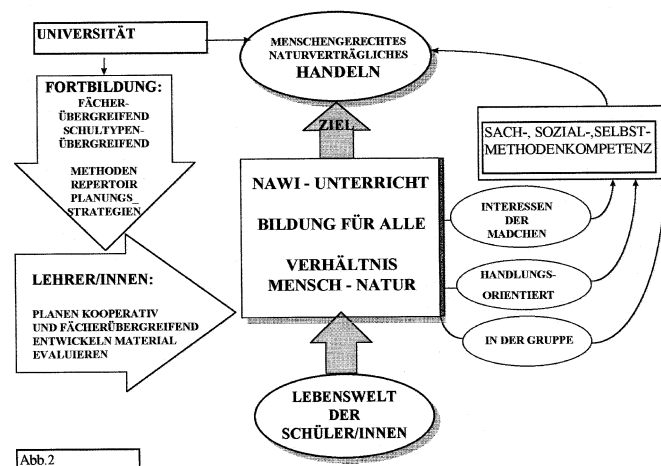 UNIVERSITÄT
MENSCHENGERECHTES
NATURVERTRÄGLICHES
HANDELN
FORTBILDUNG:
FÄCHER-
ÜBERGREIFEND
SCHULTYPEN-
ÜBERGREIFEND
METHODEN
REPERTOIR
PLANUNGS_
STRATEGIEN
ZIEL
SACH-, SOZIAL-,SELBST-
METHODENKOMPETENZ
NAWI - UNTERRICHT
BILDUNG FÜR ALLE
VERHÄLTNIS
MENSCH - NATUR
INTERESSEN
DER
MÄDCHEN
HANDLUNGS-
ORIENTIERT
IN DER GRUPPE
LEHRER/INNEN:
PLANEN KOOPERATIV
UND FÄCHERÜBERGREIFEND
ENTWICKELN MATERIAL
EVALUIEREN
LEBENSWELT
DER
SCHÜLER/INNEN
Abb.2